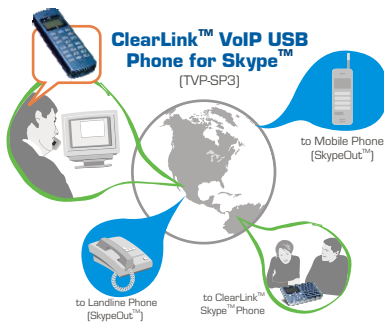 ClearLink™ VoIP USB
Phone for Skype™
(TVP-SP3)
to Mobile Phone
(SkypeOut™)
to Landline Phone
(SkypeOut™)
to ClearLink™
Skype™ Phone